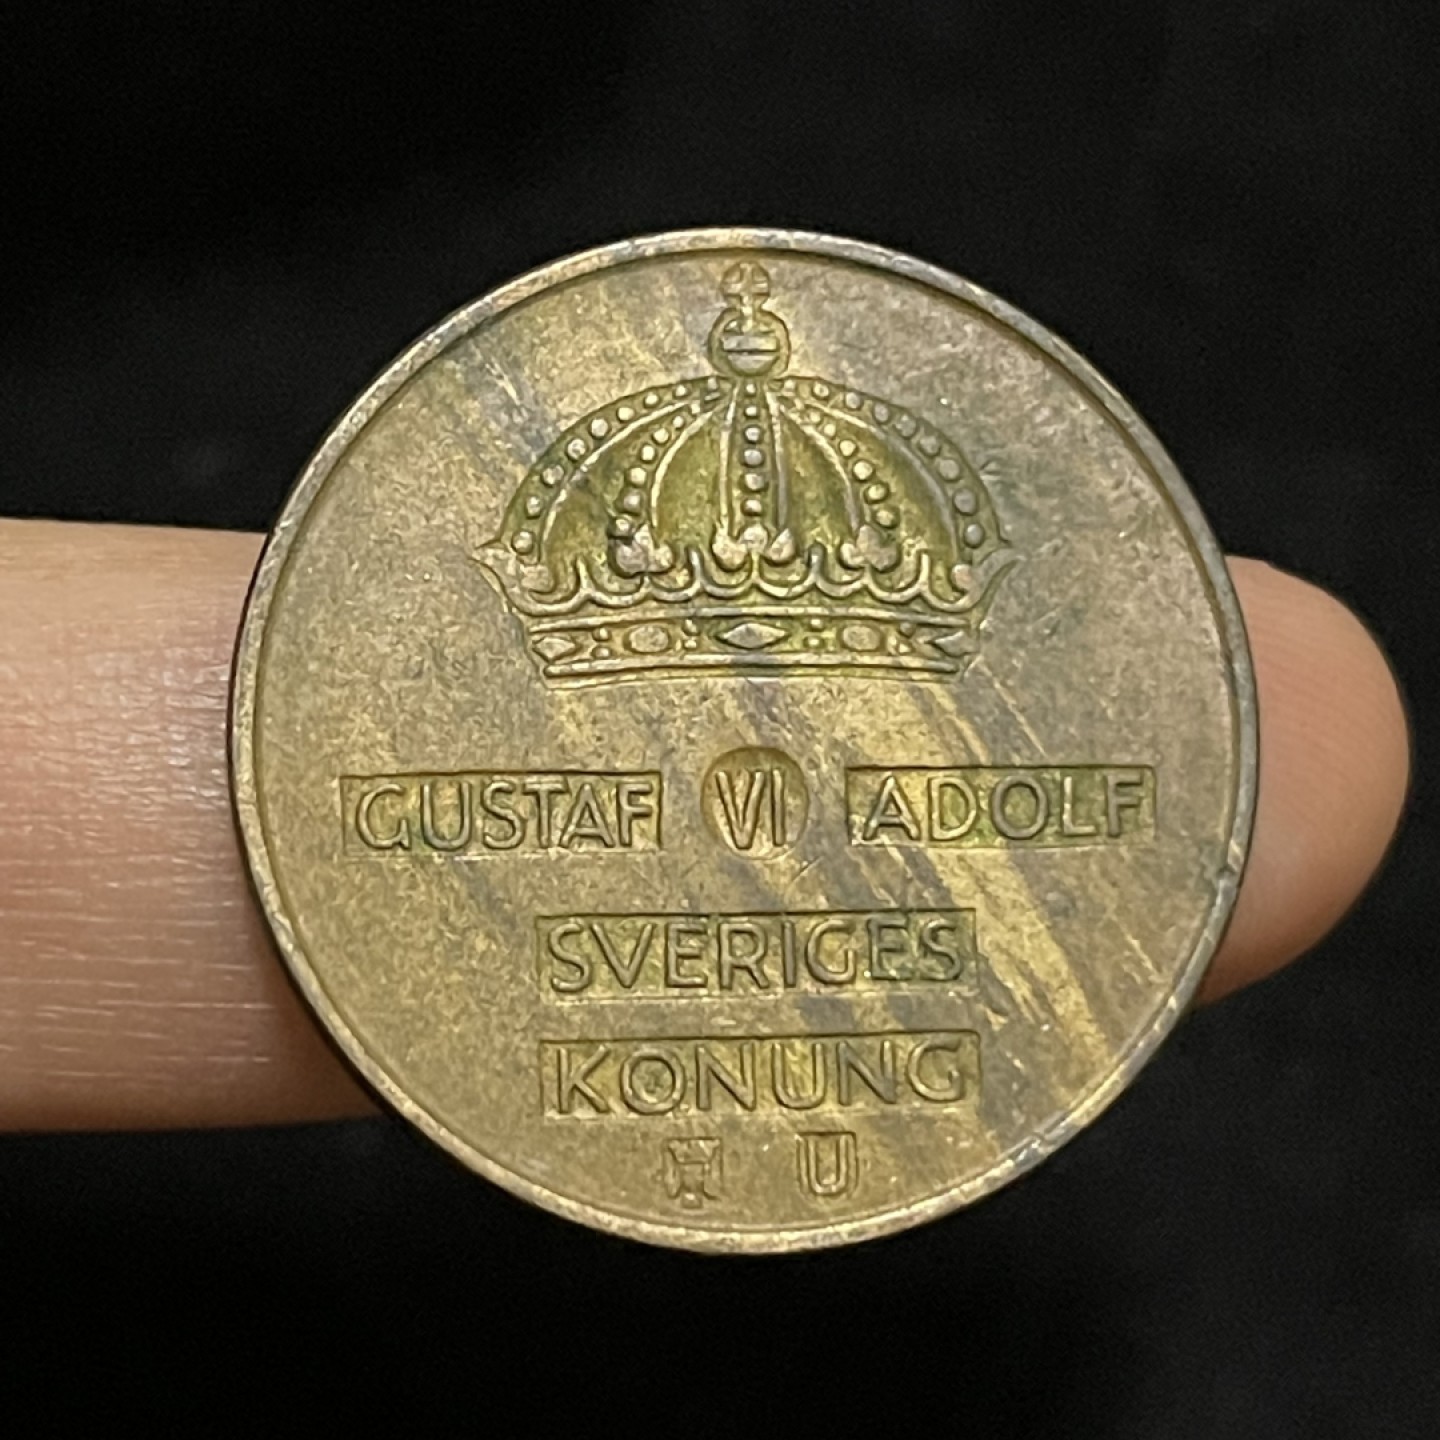 GUSTAF VI ADOLF
SVERIGES
KONUNG
U